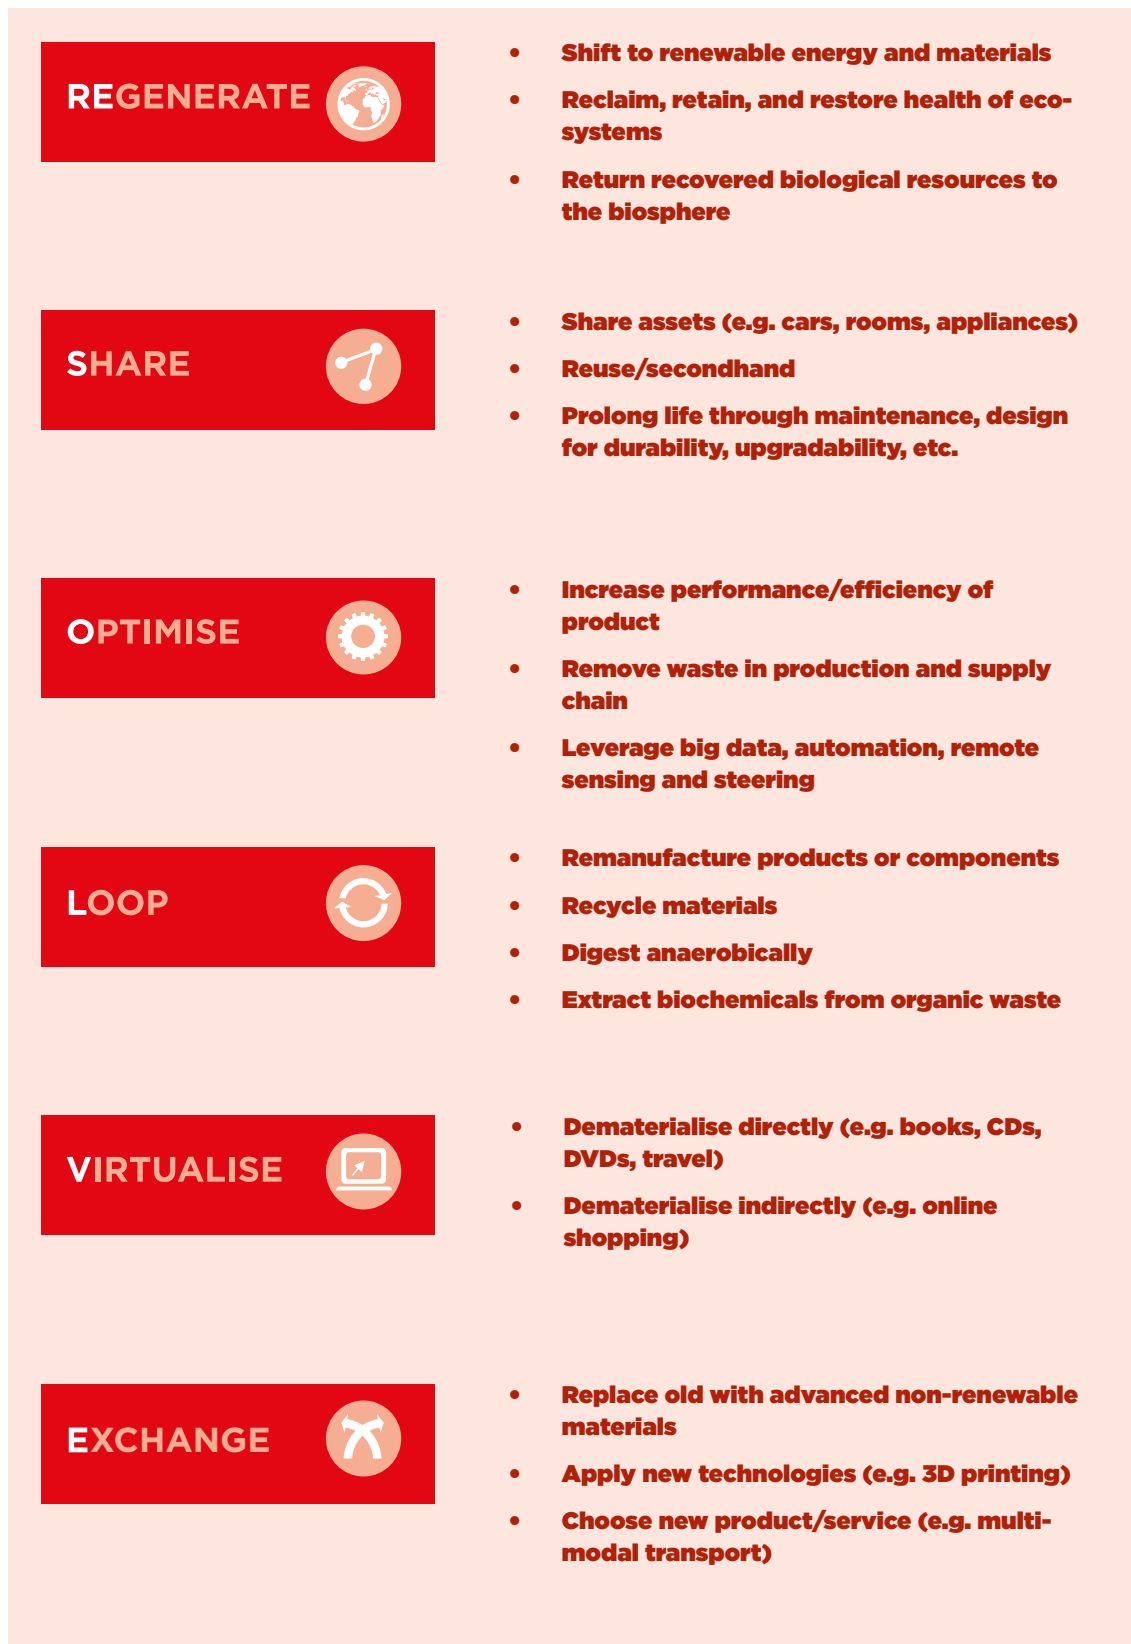 REGENERATE
• Shift to renewable energy and materials
• Reclaim, retain, and restore health of eco-
systems
• Return recovered biological resources to
the biosphere
SHARE
• Share assets (e.g. cars, rooms, appliances)
• Reuse/secondhand
• Prolong life through maintenance, design
for durability, upgradability, etc.
OPTIMISE
• Increase performance/efficiency of
product
• Remove waste in production and supply
chain
• Leverage big data, automation, remote
sensing and steering
LOOP
• Remanufacture products or components
• Recycle materials
• Digest anaerobically
• Extract biochemicals from organic waste
VIRTUALISE
• Dematerialise directly (e.g. books, CDs,
DVDs, travel)
• Dematerialise indirectly (e.g. online
shopping)
EXCHANGE
• Replace old with advanced non-renewable
materials
• Apply new technologies (e.g. 3D printing)
• Choose new product/service (e.g. multi-
modal transport)